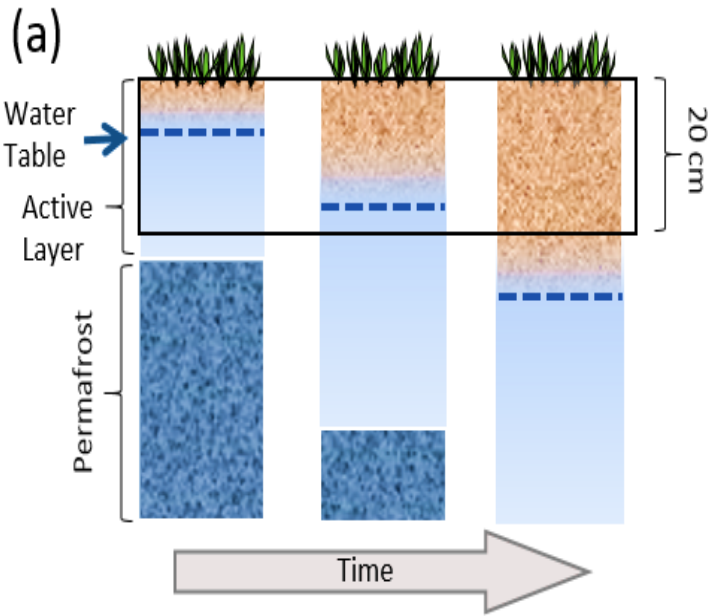 (a)
Water
Table
Active
Layer
Permafrost
20 cm
Time